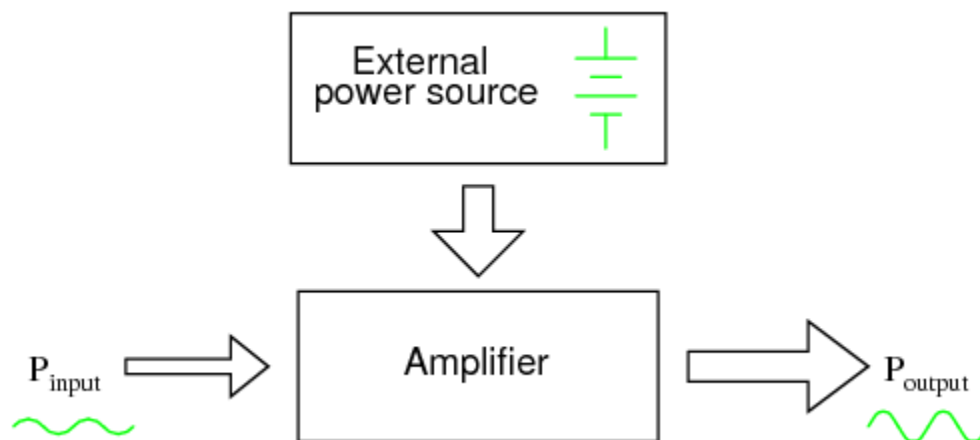 External
power source
Amplifier
Pinput
Poutput